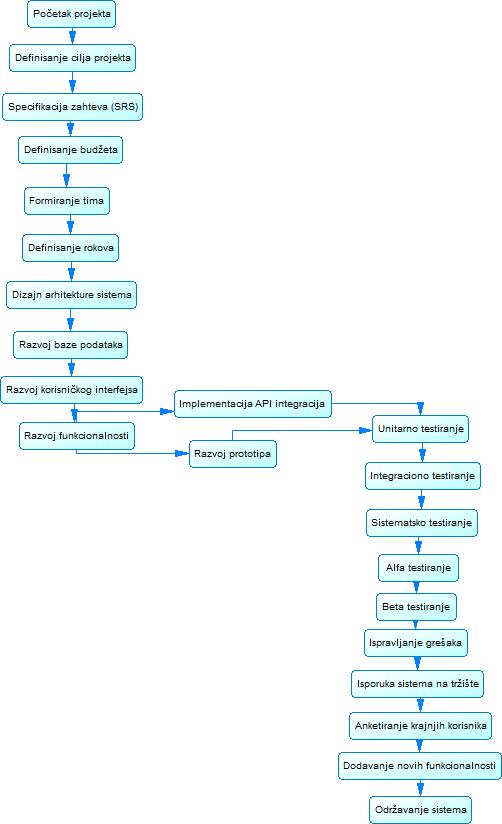 Početak projekta
Definisanje cilja projekta
Specifikacija zahteva (SRS)
Definisanje budžeta
Formiranje tima
Definisanje rokova
Dizajn arhitekture sistema
Razvoj baze podataka
Razvoj korisničkog interfejsa
Implementacija API integracija
Razvoj funkcionalnosti
Razvoj prototipa
Unitarno testiranje
Integraciono testiranje
Sistematsko testiranje
Alfa testiranje
Beta testiranje
Ispravljanje grešaka
Isporuka sistema na tržište
Anketiranje krajnjih korisnika
Dodavanje novih funkcionalnosti
Održavanje sistema